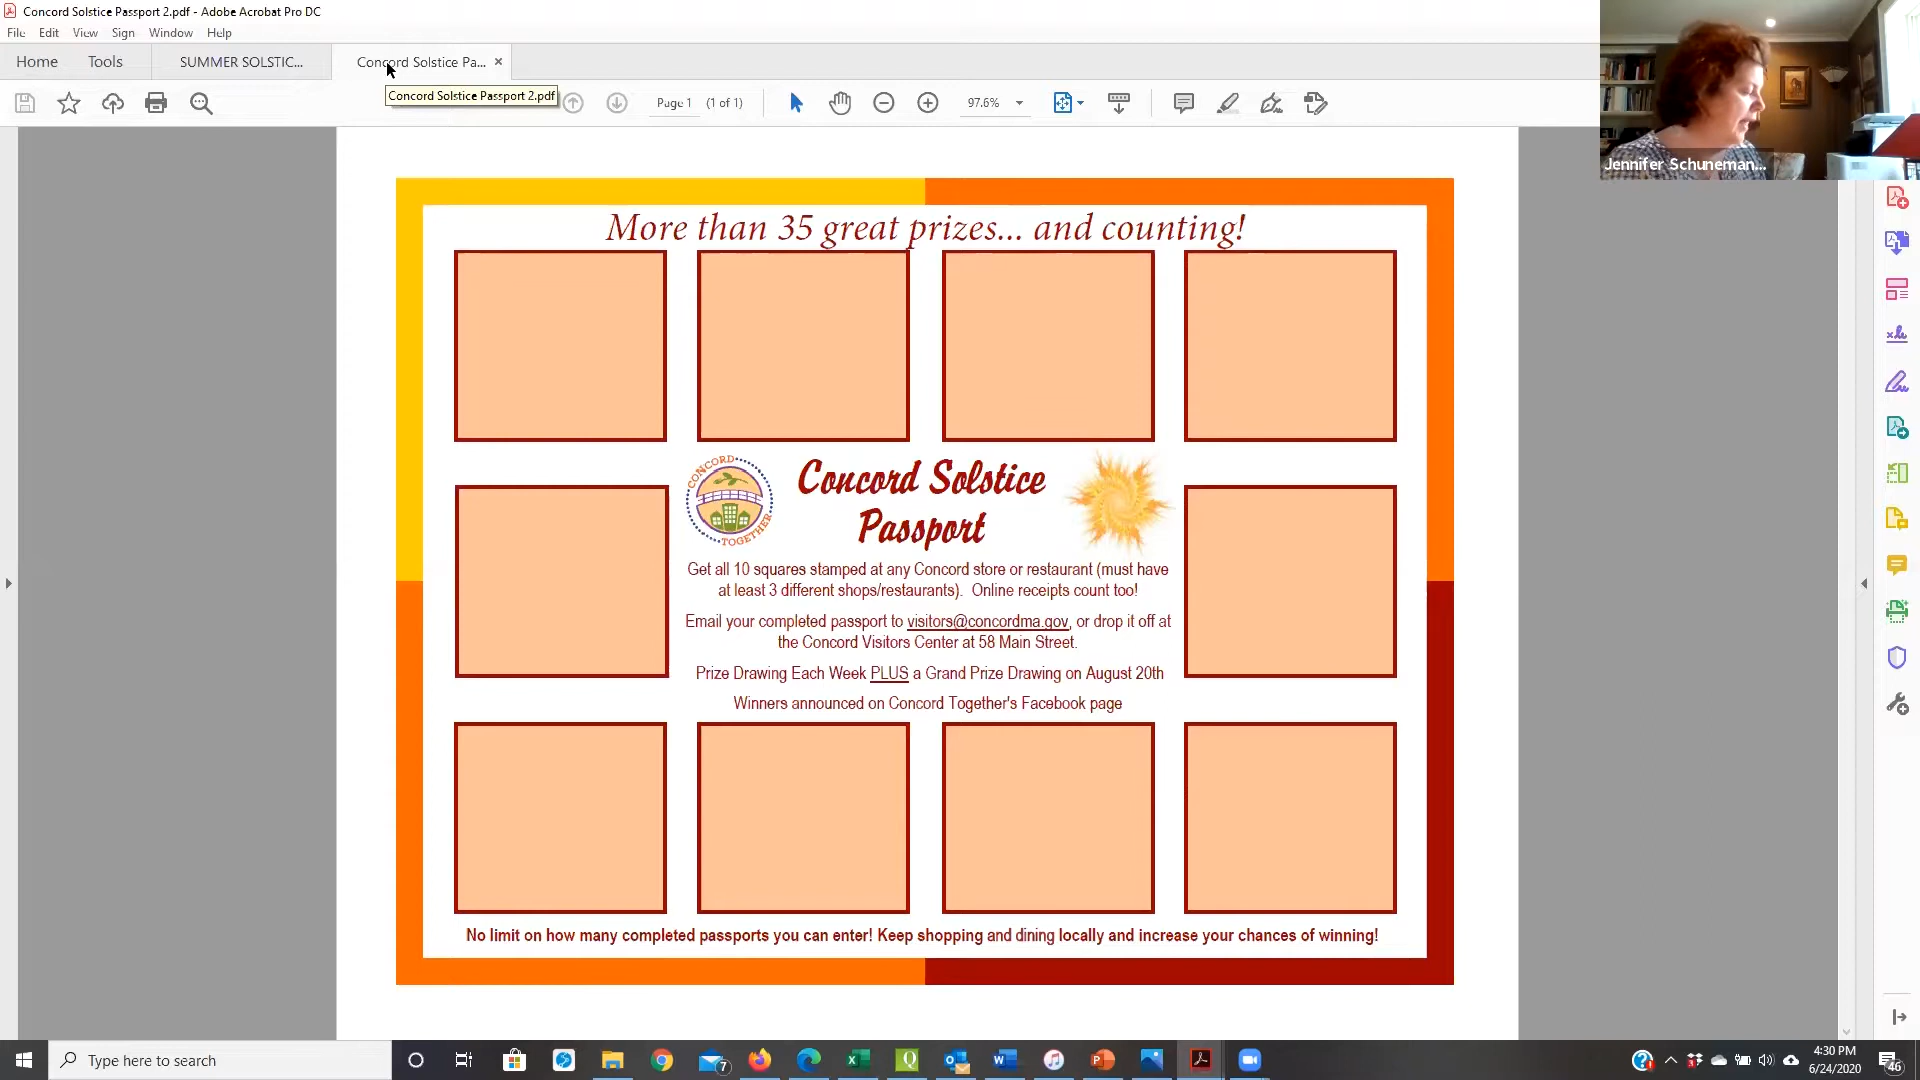 Concord Solstice Passport 2.pdf - Adobe Acrobat Pro DC
File Edit View Sign Window Help
Home Tools SUMMER SOLSTIC... Concord Solstice Pa... ×
Concord Solstice Passport 2.pdf
Page 1 (1 of 1) 97.6%
Jennifer Schuneman...
More than 35 great prizes... and counting!
CONCORD
TOGETHER
Concord Solstice
Passport
Get all 10 squares stamped at any Concord store or restaurant (must have
at least 3 different shops/restaurants). Online receipts count too!
Email your completed passport to visitors@concordma.gov, or drop it off at
the Concord Visitors Center at 58 Main Street.
Prize Drawing Each Week PLUS a Grand Prize Drawing on August 20th
Winners announced on Concord Together's Facebook page
No limit on how many completed passports you can enter! Keep shopping and dining locally and increase your chances of winning!
Type here to search
7
4:30 PM
6/24/2020
46